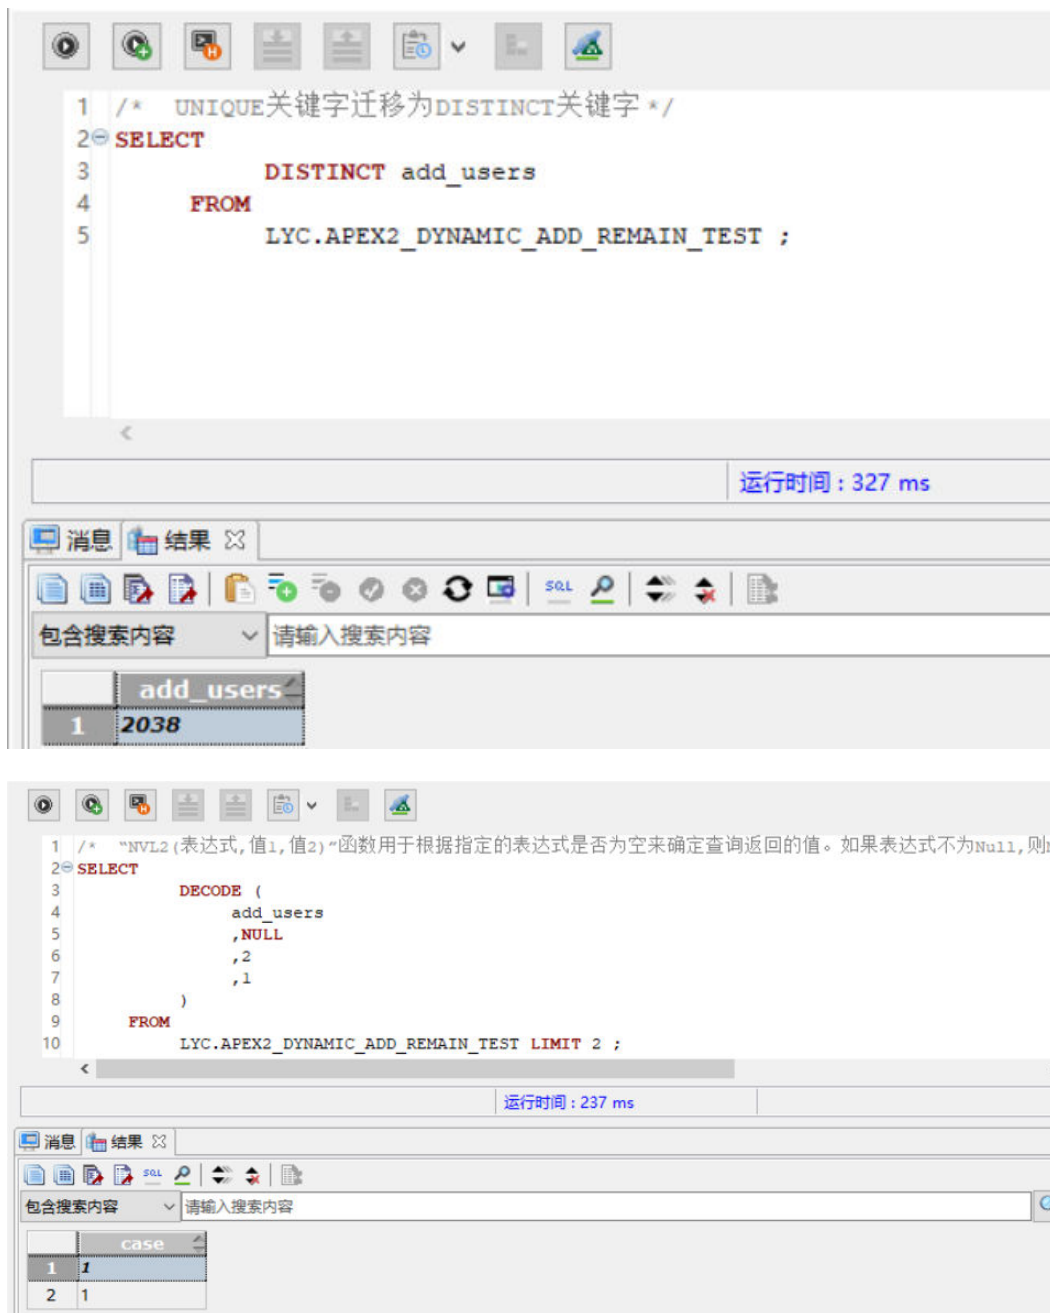 1 /*  UNIQUE关键字迁移为DISTINCT关键字 */
2 SELECT
3 DISTINCT add_users
4 FROM
5 LYC.APEX2_DYNAMIC_ADD_REMAIN_TEST ;
运行时间 : 327 ms
消息 结果
SQL
包含搜索内容 请输入搜索内容
add_users
1 2038
1 /*  “NVL2(表达式,值1,值2)”函数用于根据指定的表达式是否为空来确定查询返回的值。如果表达式不为Null,则
2 SELECT
3 DECODE (
4 add_users
5 ,NULL
6 ,2
7 ,1
8 )
9 FROM
10 LYC.APEX2_DYNAMIC_ADD_REMAIN_TEST LIMIT 2 ;
运行时间 : 237 ms
消息 结果
SQL
包含搜索内容 请输入搜索内容
case
1 1
2 1